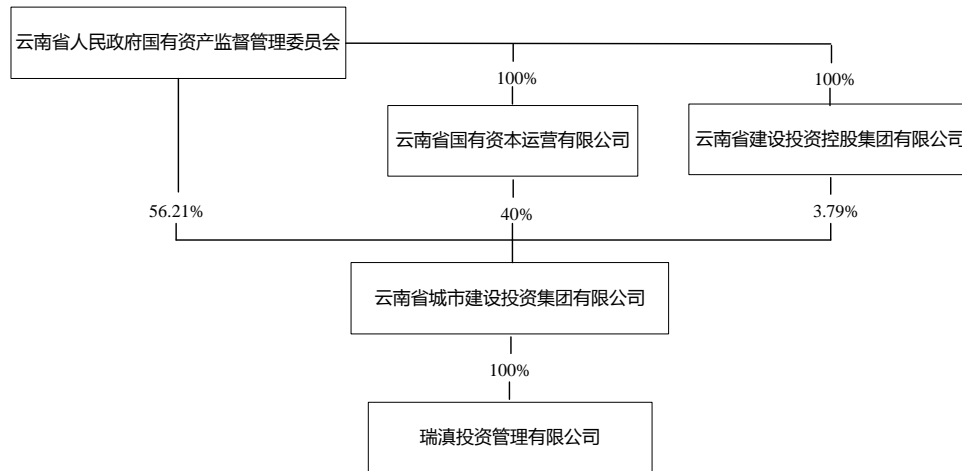 云南省人民政府国有资产监督管理委员会
100%
100%
云南省国有资本运营有限公司
云南省建设投资控股集团有限公司
56.21%
40%
3.79%
云南省城市建设投资集团有限公司
100%
瑞滇投资管理有限公司